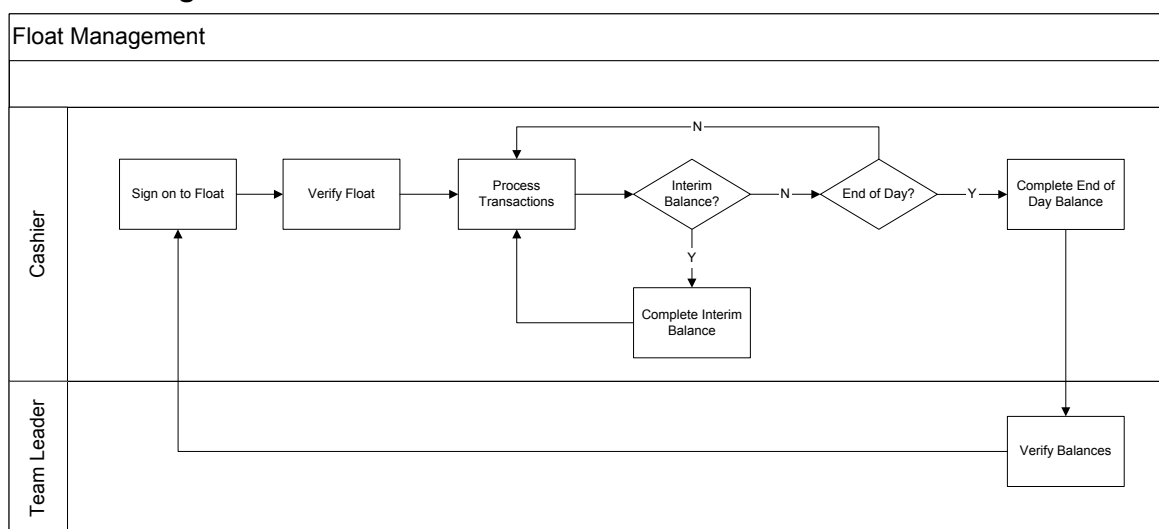 Float Management
Cashier
N
Sign on to Float
Verify Float
Process
Transactions
Interim
Balance?
N
End of Day?
Y
Complete End of
Day Balance
Y
Complete Interim
Balance
Team Leader
Verify Balances